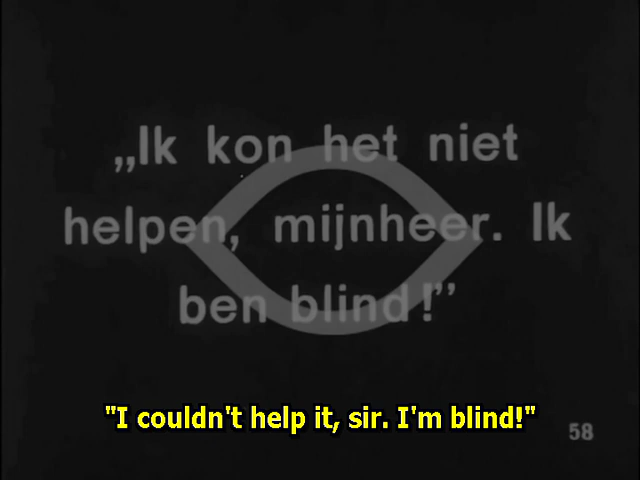 „Ik kon het niet
helpen, mijnheer. Ik
ben blind!”
"I couldn't help it, sir. I'm blind!"
58